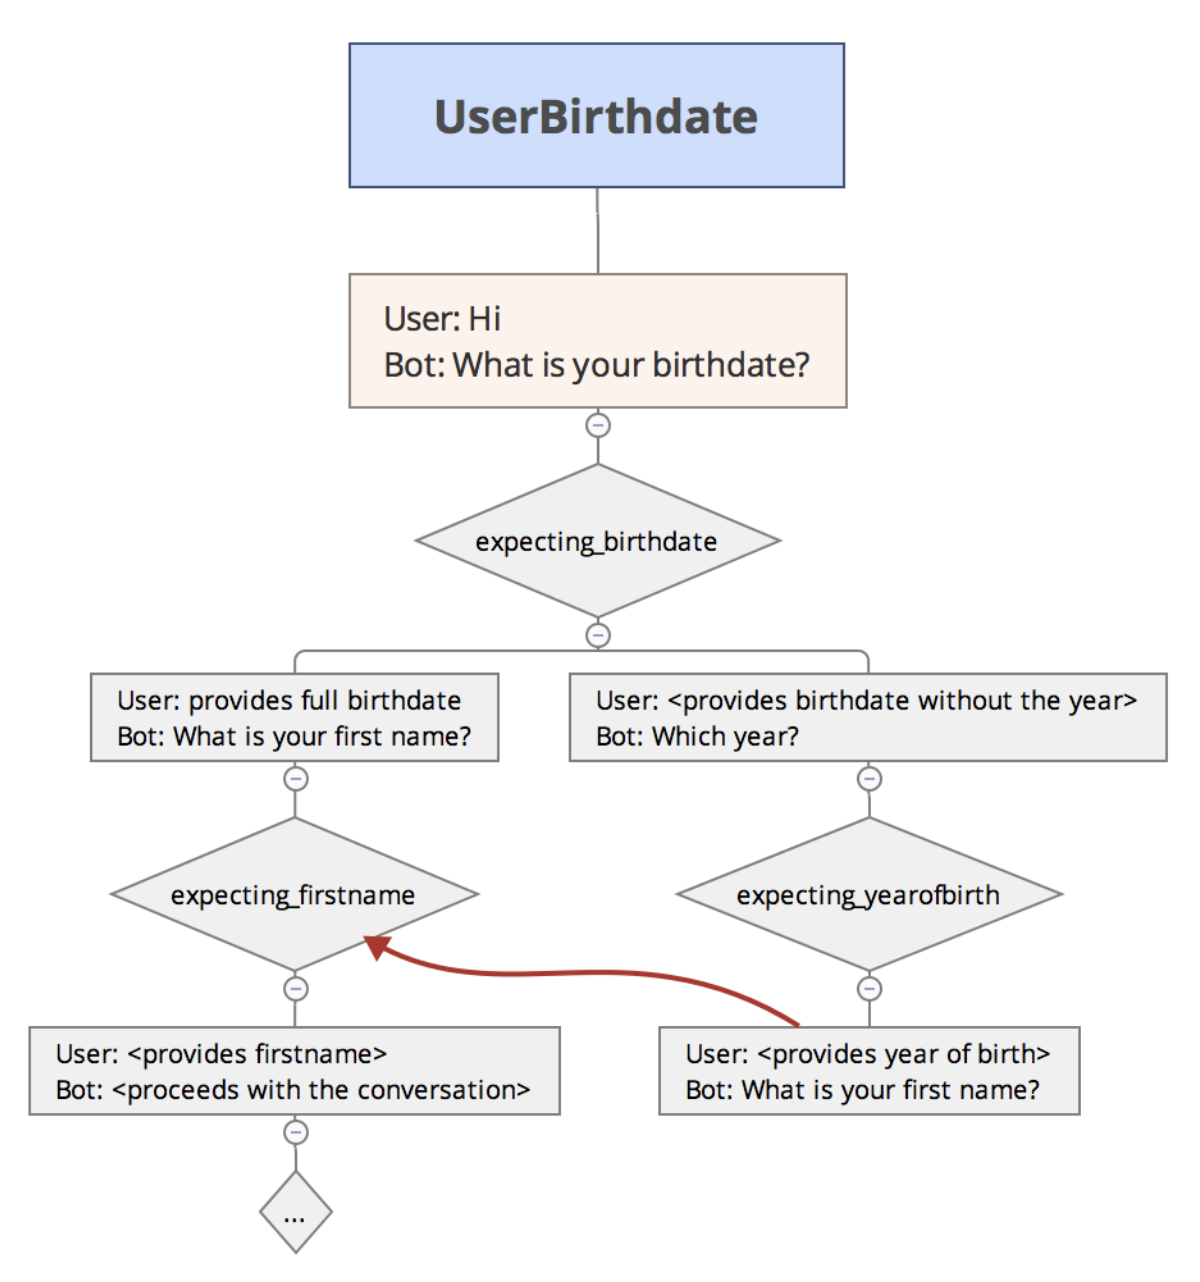 UserBirthdate
User: Hi
Bot: What is your birthdate?
expecting_birthdate
User: provides full birthdate
Bot: What is your first name?
User: <provides birthdate without the year>
Bot: Which year?
expecting_firstname
expecting_yearofbirth
User: <provides firstname>
Bot: <proceeds with the conversation>
User: <provides year of birth>
Bot: What is your first name?
...